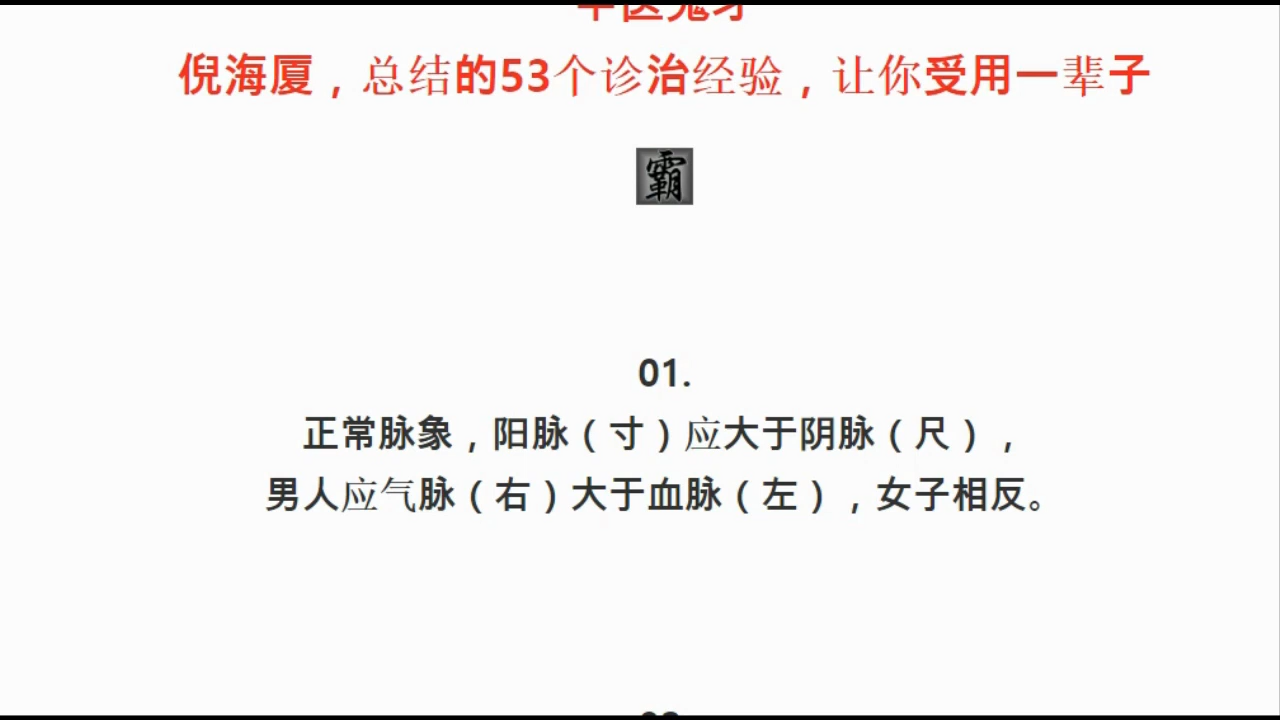 倪海厦，总结的53个诊治经验，让你受用一辈子
霸
01.
正常脉象，阳脉（寸）应大于阴脉（尺），
男人应气脉（右）大于血脉（左），女子相反。